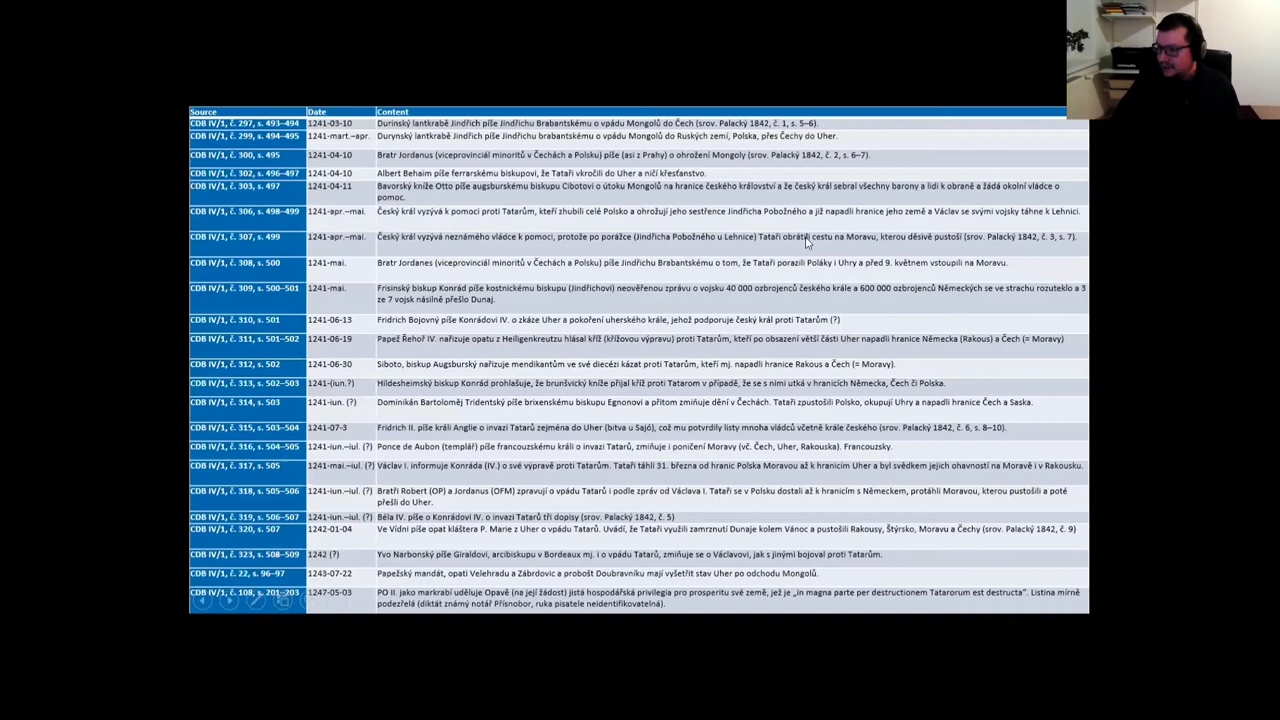 Source Date Content
CDB IV/1, č. 297, s. 493–494 1241-03-10 Durinský lantkrabě Jindřich píše Jindřichu Brabantskému o vpádu Mongolů do Čech (srov. Palacký 1842, č. 1, s. 5–6).
CDB IV/1, č. 299, s. 494–495 1241-mart.–apr. Durynský lantkrabě Jindřich píše Jindřichu brabantskému o vpádu Mongolů do Ruských zemí, Polska, přes Čechy do Uher.
CDB IV/1, č. 300, s. 495 1241-04-10 Bratr Jordanus (viceprovinciál minoritů v Čechách a Polsku) píše (asi z Prahy) o ohrožení Mongoly (srov. Palacký 1842, č. 2, s. 6–7).
CDB IV/1, č. 302, s. 496–497 1241-04-10 Albert Behaim píše ferrarskému biskupovi, že Tataři vkročili do Uher a ničí křesťanstvo.
CDB IV/1, č. 303, s. 497 1241-04-11 Bavorský kníže Otto píše augsburskému biskupu Cibotovi o útoku Mongolů na hranice českého království a že český král sebral všechny barony a lidi k obraně a žádá okolní vládce o
pomoc.
CDB IV/1, č. 306, s. 498–499 1241-apr.–mai. Český král vyzývá k pomoci proti Tatarům, kteří zhubili celé Polsko a ohrožují jeho sestřence Jindřicha Pobožného a již napadli hranice jeho země a Václav se svými vojsky táhne k Lehnici.
CDB IV/1, č. 307, s. 499 1241-apr.–mai. Český král vyzývá neznámého vládce k pomoci, protože po porážce (Jindřicha Pobožného u Lehnice) Tataři obrátili cestu na Moravu, kterou děsivě pustoší (srov. Palacký 1842, č. 3, s. 7).
CDB IV/1, č. 308, s. 500 1241-mai. Bratr Jordanes (viceprovinciál minoritů v Čechách a Polsku) píše Jindřichu Brabantskému o tom, že Tataři porazili Poláky i Uhry a před 9. květnem vstoupili na Moravu.
CDB IV/1, č. 309, s. 500–501 1241-mai. Frisinský biskup Konrád píše kostnickému biskupu (Jindřichovi) neověřenou zprávu o vojsku 40 000 ozbrojenců českého krále a 600 000 ozbrojenců Německých se ve strachu rozuteklo a 3
ze 7 vojsk násilně přešlo Dunaj.
CDB IV/1, č. 310, s. 501 1241-06-13 Fridrich Bojovný píše Konrádovi IV. o zkáze Uher a pokoření uherského krále, jehož podporuje český král proti Tatarům (?)
CDB IV/1, č. 311, s. 501–502 1241-06-19 Papež Řehoř IV. nařizuje opatu z Heiligenkreutzu hlásal kříž (křížovou výpravu) proti Tatarům, kteří po obsazení větší části Uher napadli hranice Německa (Rakous) a Čech (= Moravy)
CDB IV/1, č. 312, s. 502 1241-06-30 Siboto, biskup Augsburský nařizuje mendikantům ve své diecézi kázat proti Tatarům, kteří mj. napadli hranice Rakous a Čech (= Moravy).
CDB IV/1, č. 313, s. 502–503 1241-(iun.?) Hildesheimský biskup Konrád prohlašuje, že brunšvický kníže přijal kříž proti Tatarom v případě, že se s nimi utká v hranicích Německa, Čech či Polska.
CDB IV/1, č. 314, s. 503 1241-iun. (?) Dominikán Bartoloměj Tridentský píše brixenskému biskupu Egnonovi a přitom zmiňuje dění v Čechách. Tataři zpustošili Polsko, okupují Uhry a napadli hranice Čech a Saska.
CDB IV/1, č. 315, s. 503–504 1241-07-3 Fridrich II. píše králi Anglie o invazi Tatarů zejména do Uher (bitva u Sajó), což mu potvrdily listy mnoha vládců včetně krále českého (srov. Palacký 1842, č. 6, s. 8–10).
CDB IV/1, č. 316, s. 504–505 1241-iun.–iul. (?) Ponce de Aubon (templář) píše francouzskému králi o invazi Tatarů, zmiňuje i poničení Moravy (vč. Čech, Uher, Rakouska). Francouzsky.
CDB IV/1, č. 317, s. 505 1241-mai.–iul. (?) Václav I. informuje Konráda (IV.) o své výpravě proti Tatarům. Tataři táhli 31. března od hranic Polska Moravou až k hranicím Uher a byl svědkem jejich ohavností na Moravě i v Rakousku.
CDB IV/1, č. 318, s. 505–506 1241-iun.–iul. (?) Bratři Robert (OP) a Jordanus (OFM) zpravují o vpádu Tatarů i podle zpráv od Václava I. Tataři se v Polsku dostali až k hranicím s Německem, protáhli Moravou, kterou pustošili a poté
přešli do Uher.
CDB IV/1, č. 319, s. 506–507 1241-iun.–iul. (?) Béla IV. píše o Konrádovi IV. o invazi Tatarů tři dopisy (srov. Palacký 1842, č. 5)
CDB IV/1, č. 320, s. 507 1242-01-04 Ve Vídni píše opat kláštera P. Marie z Uher o vpádu Tatarů. Uvádí, že Tataři využili zamrznutí Dunaje kolem Vánoc a pustošili Rakousy, Štýrsko, Moravu a Čechy (srov. Palacký 1842, č. 9)
CDB IV/1, č. 323, s. 508–509 1242 (?) Yvo Narbonský píše Giraldovi, arcibiskupu v Bordeaux mj. i o vpádu Tatarů, zmiňuje se o Václavovi, jak s jinými bojoval proti Tatarům.
CDB IV/1, č. 22, s. 96–97 1243-07-22 Papežský mandát, opati Velehradu a Zábrdovic a probošt Doubravníku mají vyšetřit stav Uher po odchodu Mongolů.
CDB IV/1, č. 108, s. 201–203 1247-05-03 PO II. jako markrabí uděluje Opavě (na její žádost) jistá hospodářská privilegia pro prosperitu své země, jež je „in magna parte per destructionem Tatarorum est destructa“. Listina mírně
podezřelá (diktát známý notář Přísnobor, ruka pisatele neidentifikovatelná).